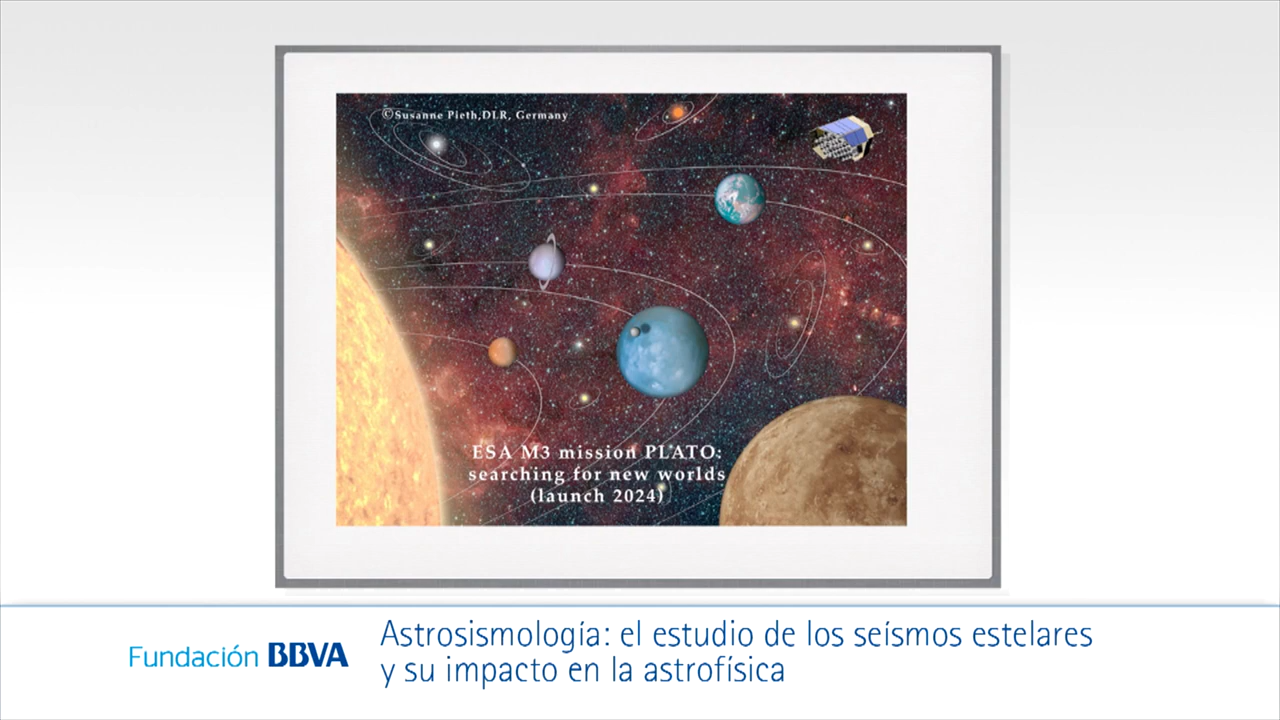 ©Susanne Pieth,DLR, Germany
ESA M3 mission PLATO:
searching for new worlds
(launch 2024)
Fundación BBVA
Astrosismología: el estudio de los seísmos estelares
y su impacto en la astrofísica